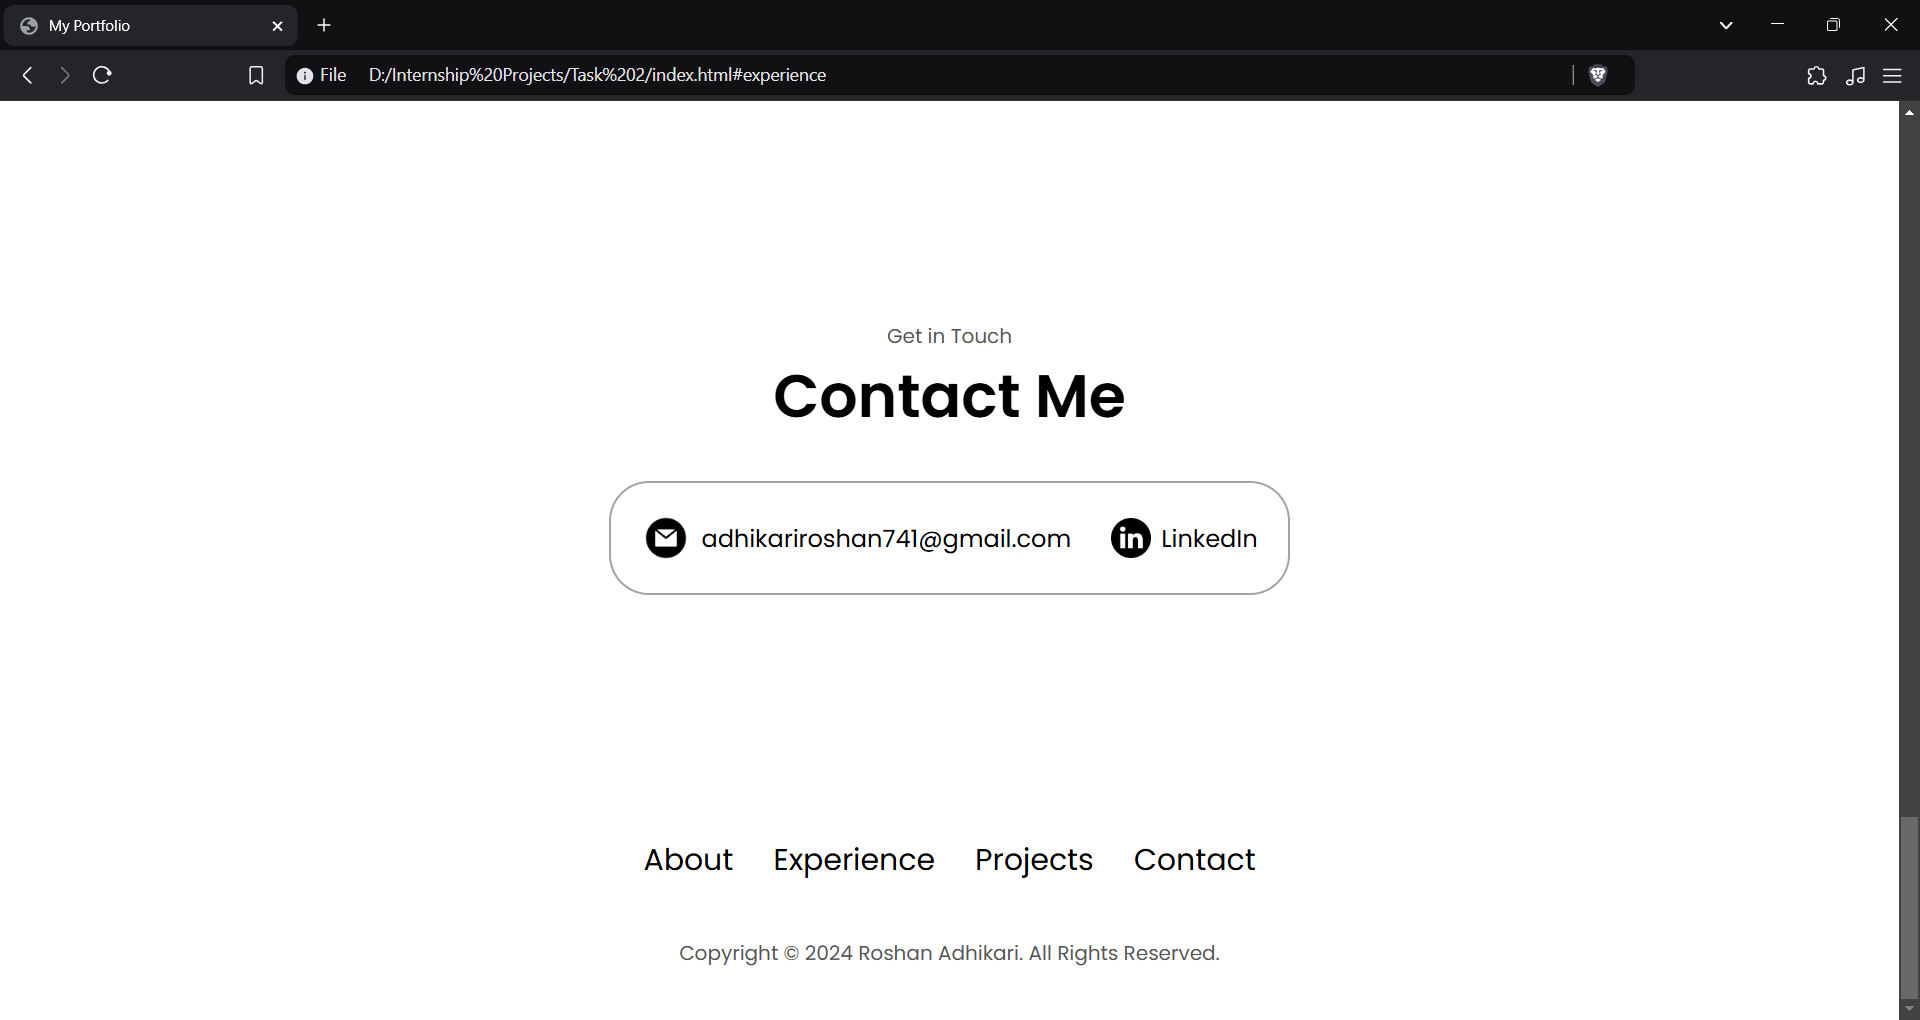 My Portfolio
File D:/Internship%20Projects/Task%202/index.html#experience
Get in Touch
Contact Me
adhikariroshan741@gmail.com
in LinkedIn
About Experience Projects Contact
Copyright © 2024 Roshan Adhikari. All Rights Reserved.